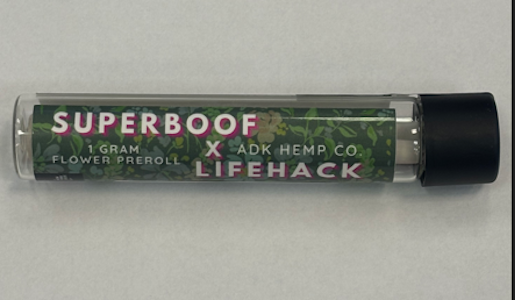 SUPERBOOF
1 GRAM
FLOWER PREROLL
X ADK HEMP CO.
LIFEHACK